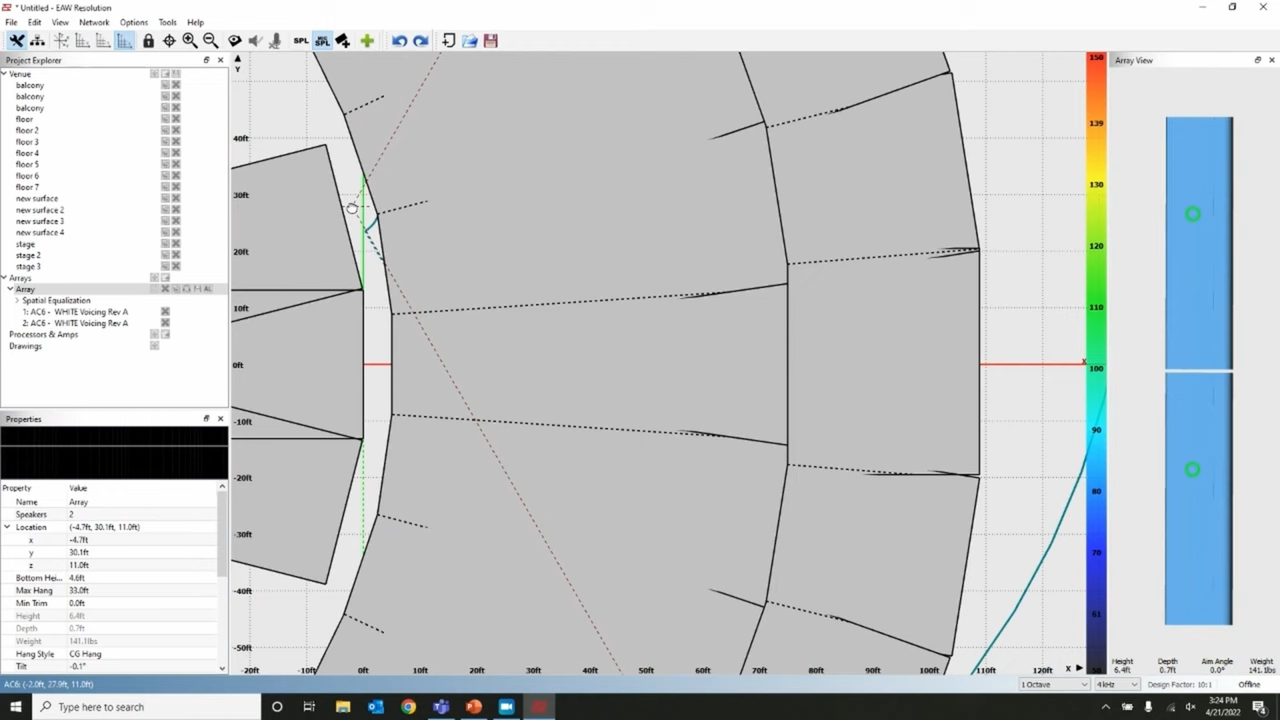 * Untitled - EAW Resolution
File Edit View Network Options Tools Help
SPL
MIC SPL
Project Explorer
Venue
balcony
balcony
balcony
floor
floor 2
floor 3
floor 4
floor 5
floor 6
floor 7
new surface
new surface 2
new surface 3
new surface 4
stage
stage 2
stage 3
Arrays
Array
Spatial Equalization
1: AC6 - WHITE Voicing Rev A
2: AC6 - WHITE Voicing Rev A
Processors & Amps
Drawings
Properties
Property Value
Name Array
Speakers 2
Location (-4.7ft, 30.1ft, 11.0ft)
x -4.7ft
y 30.1ft
z 11.0ft
Bottom Hei... 4.6ft
Max Hang 33.0ft
Min Trim 0.0ft
Height 6.4ft
Depth 0.7ft
Weight 141.1lbs
Hang Style CG Hang
Tilt -0.1°
Y
40ft
30ft
20ft
10ft
0ft
-10ft
-20ft
-30ft
-40ft
-50ft
-20ft -10ft 0ft 10ft 20ft 30ft 40ft 50ft 60ft 70ft 80ft 90ft 100ft 110ft 120ft X
X
150
139
130
120
110
100
90
80
70
61
50
Array View
Height Depth Aim Angle Weight
6.4ft 0.7ft 0.0° 141.1lbs
AC6: (-2.0ft, 27.9ft, 11.0ft)
1 Octave 4 kHz Design Factor: 10:1 Offline
Type here to search
3:24 PM
4/21/2022
4